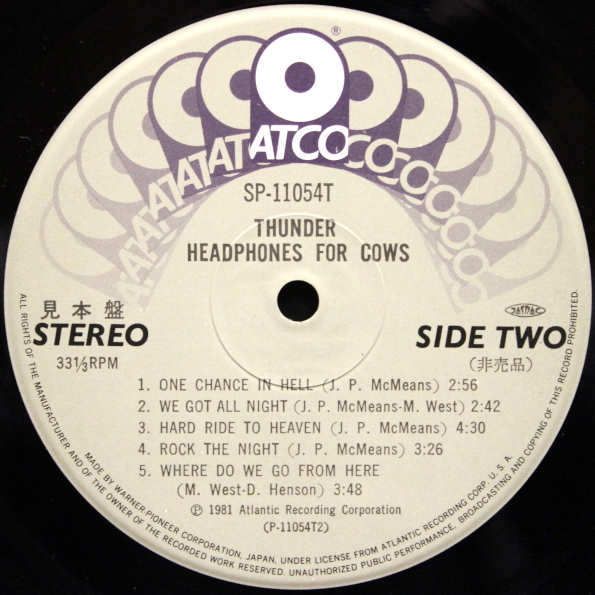 ATCO ®
SP-11054T
THUNDER
HEADPHONES FOR COWS
見本盤
STEREO
33⅓RPM
JASRAC
SIDE TWO
(非売品)
1. ONE CHANCE IN HELL (J. P. McMeans) 2:56
2. WE GOT ALL NIGHT (J. P. McMeans-M. West) 2:42
3. HARD RIDE TO HEAVEN (J. P. McMeans) 4:30
4. ROCK THE NIGHT (J. P. McMeans) 3:26
5. WHERE DO WE GO FROM HERE
(M. West-D. Henson) 3:48
℗ 1981 Atlantic Recording Corporation
(P-11054T2)
ALL RIGHTS OF THE MANUFACTURER AND OF THE OWNER OF THE RECORDED WORK RESERVED. UNAUTHORIZED PUBLIC PERFORMANCE, BROADCASTING AND COPYING OF THIS RECORD PROHIBITED.
MADE BY WARNER-PIONEER CORPORATION, JAPAN, UNDER LICENSE FROM ATLANTIC RECORDING CORP. U. S. A.